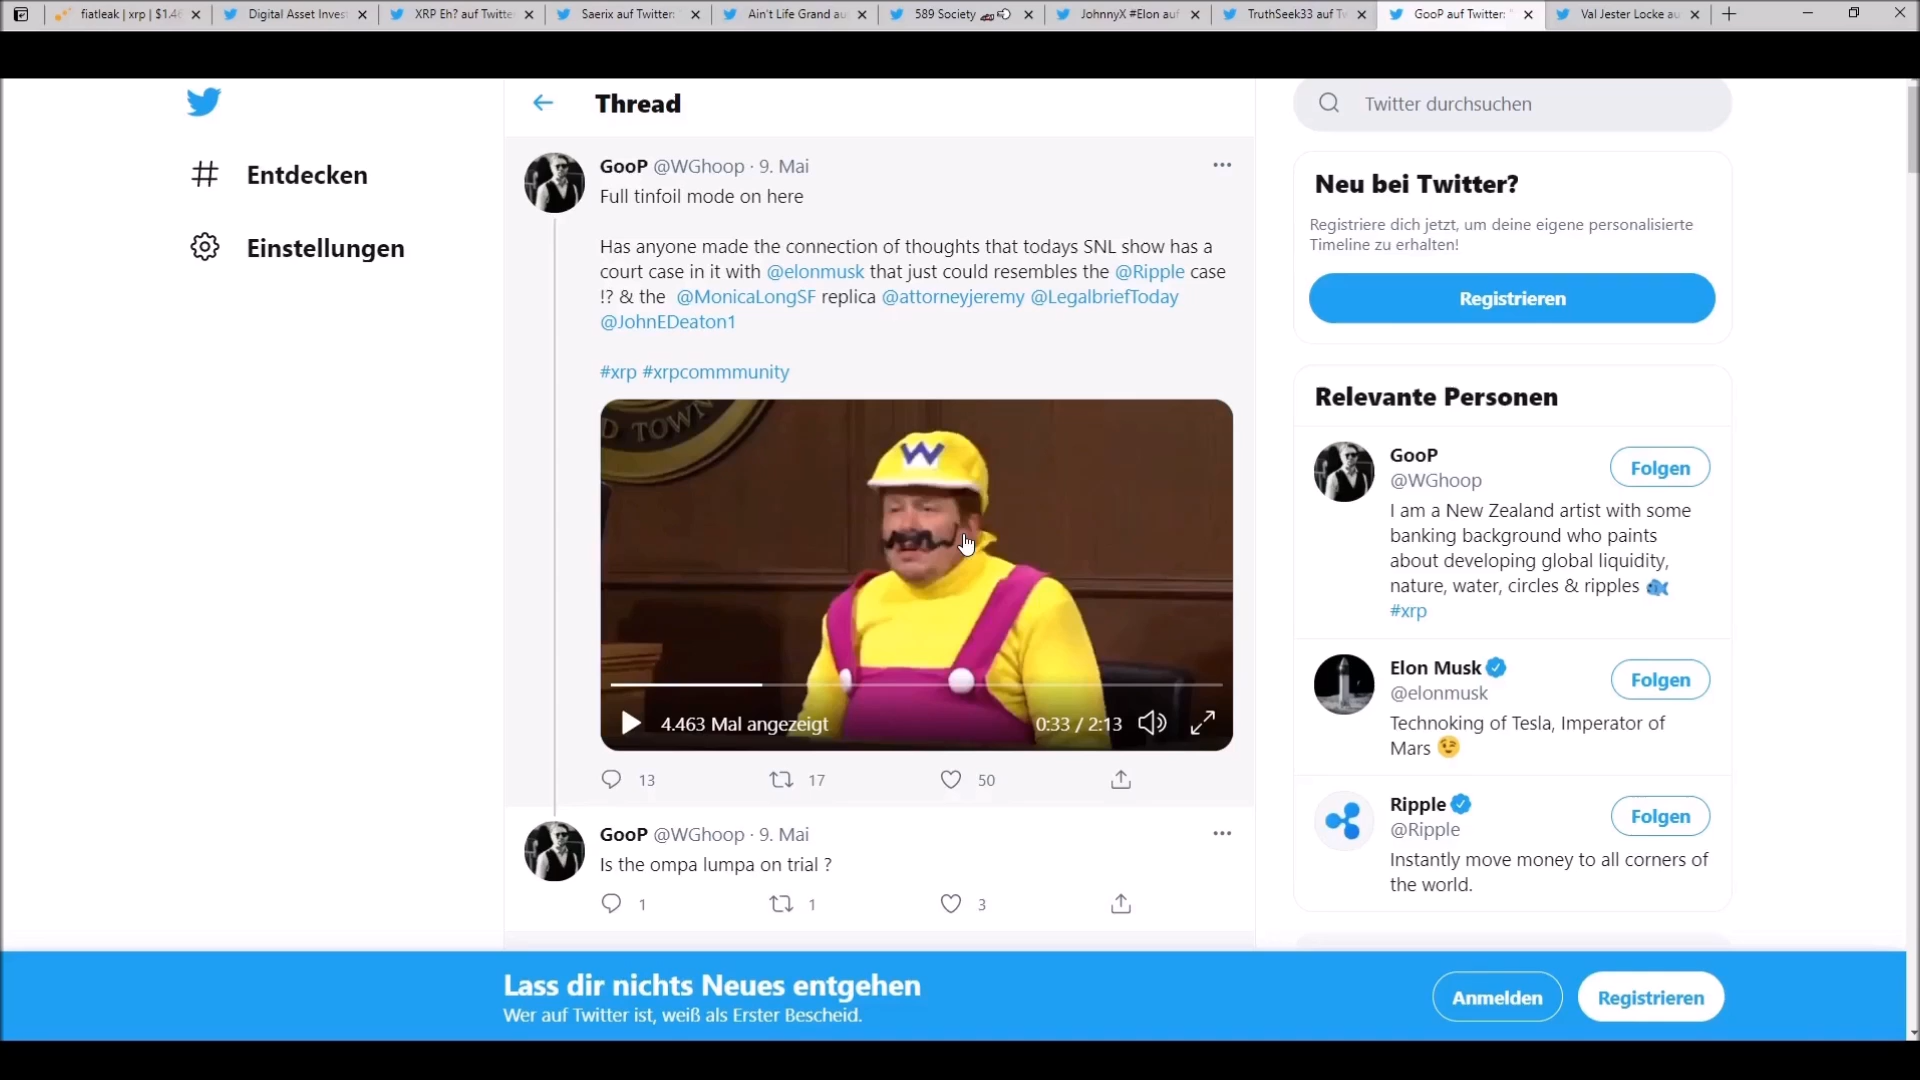 fiatleak | xrp | $1.4
Digital Asset Invest
XRP Eh? auf Twitte
Saerix auf Twitter:
Ain't Life Grand au
589 Society
JohnnyX #Elon auf
TruthSeek33 auf Tw
GooP auf Twitter:
Val Jester Locke au
Thread
Twitter durchsuchen
Entdecken
Einstellungen
GooP @WGhoop · 9. Mai
Full tinfoil mode on here
Has anyone made the connection of thoughts that todays SNL show has a
court case in it with @elonmusk that just could resembles the @Ripple case
!? & the @MonicaLongSF replica @attorneyjeremy @LegalbriefToday
@JohnEDeaton1
#xrp #xrpcommmunity
D TOWN
W
4.463 Mal angezeigt
0:33 / 2:13
13 17 50
GooP @WGhoop · 9. Mai
Is the ompa lumpa on trial ?
1 1 3
Neu bei Twitter?
Registriere dich jetzt, um deine eigene personalisierte
Timeline zu erhalten!
Registrieren
Relevante Personen
GooP
@WGhoop
Folgen
I am a New Zealand artist with some
banking background who paints
about developing global liquidity,
nature, water, circles & ripples 🐟
#xrp
Elon Musk
@elonmusk
Folgen
Technoking of Tesla, Imperator of
Mars 😉
Ripple
@Ripple
Folgen
Instantly move money to all corners of
the world.
Lass dir nichts Neues entgehen
Wer auf Twitter ist, weiß als Erster Bescheid.
Anmelden
Registrieren